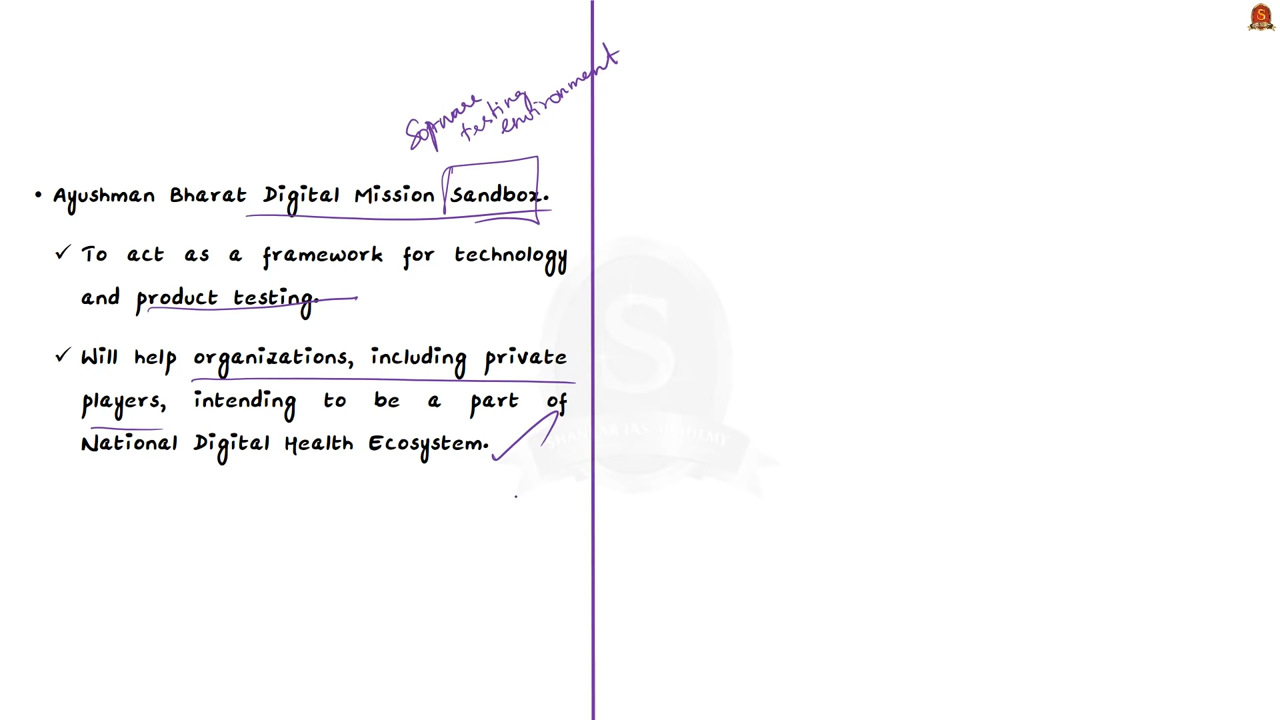 Software
testing
environment
• Ayushman Bharat Digital Mission Sandbox.
✓ To act as a framework for technology
and product testing.
✓ Will help organizations, including private
players, intending to be a part of
National Digital Health Ecosystem.